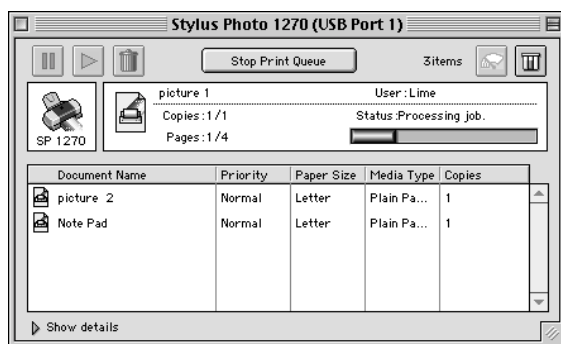 Stylus Photo 1270 (USB Port 1)
Stop Print Queue
3items
SP 1270
picture 1
User:Lime
Copies:1/1
Status:Processing job.
Pages:1/4
Document Name Priority Paper Size Media Type Copies
picture 2 Normal Letter Plain Pa... 1
Note Pad Normal Letter Plain Pa... 1
Show details